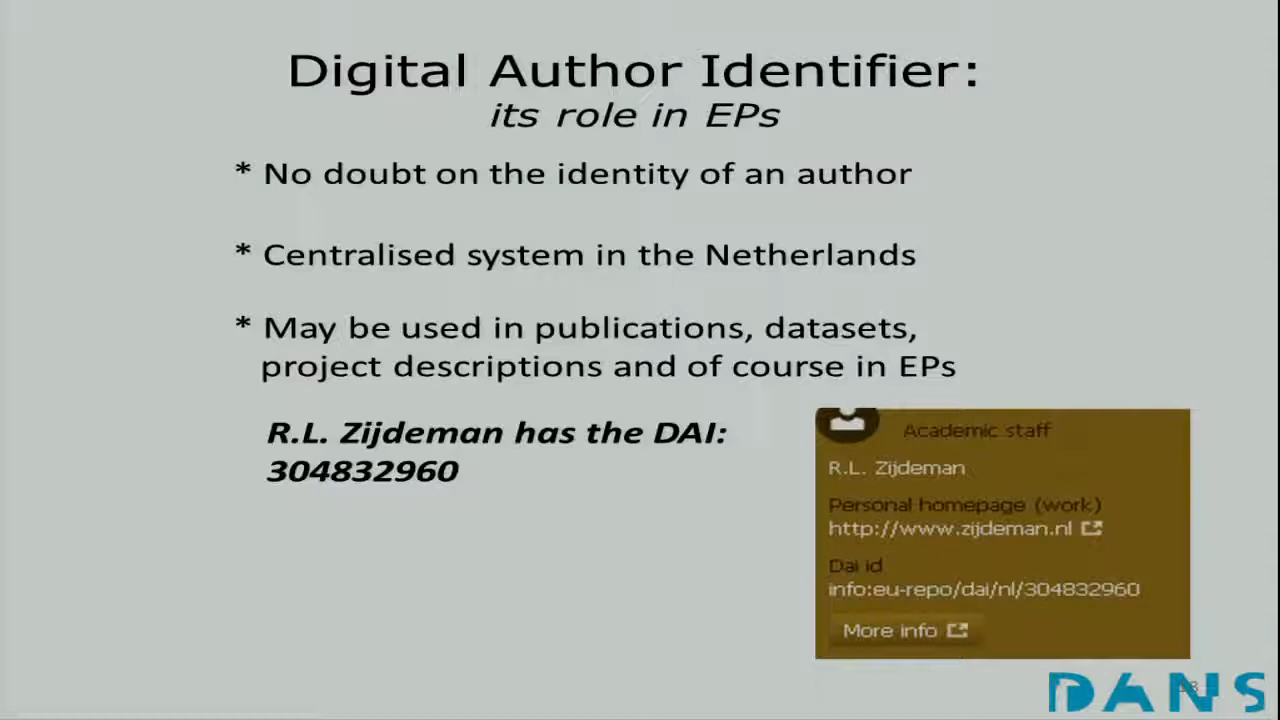 Digital Author Identifier:
its role in EPs
* No doubt on the identity of an author
* Centralised system in the Netherlands
* May be used in publications, datasets,
project descriptions and of course in EPs
R.L. Zijdeman has the DAI:
304832960
Academic staff
R.L. Zijdeman
Personal homepage (work)
http://www.zijdeman.nl
Dai id
info:eu-repo/dai/nl/304832960
More info
DANS